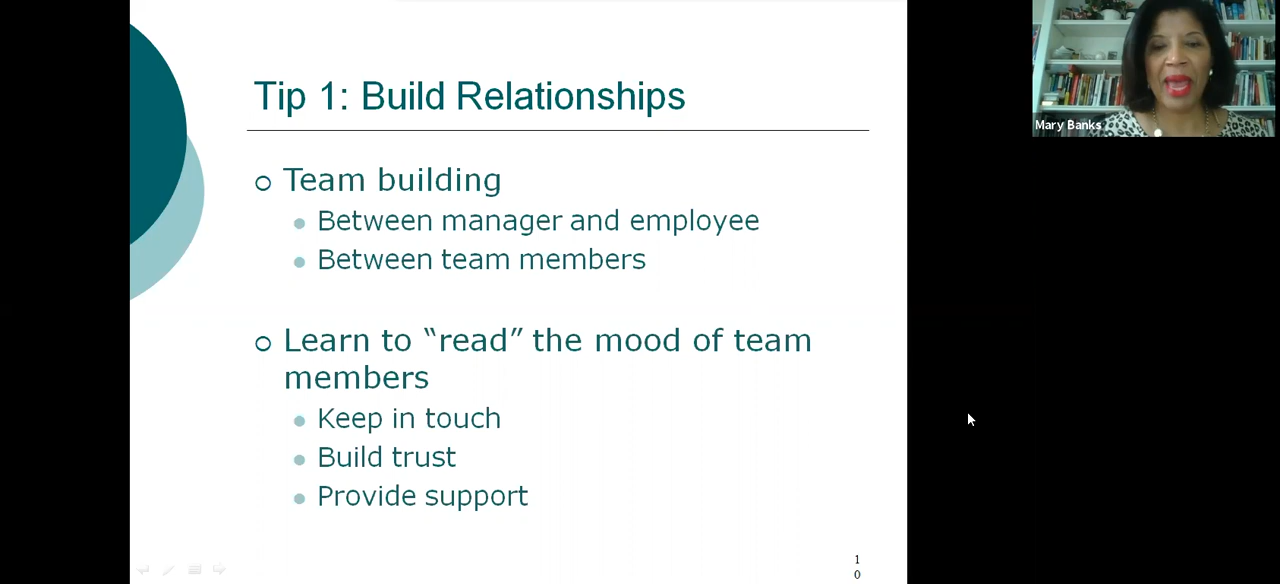 Tip 1: Build Relationships
Team building
Between manager and employee
Between team members
Learn to “read” the mood of team
members
Keep in touch
Build trust
Provide support
1
0
Mary Banks